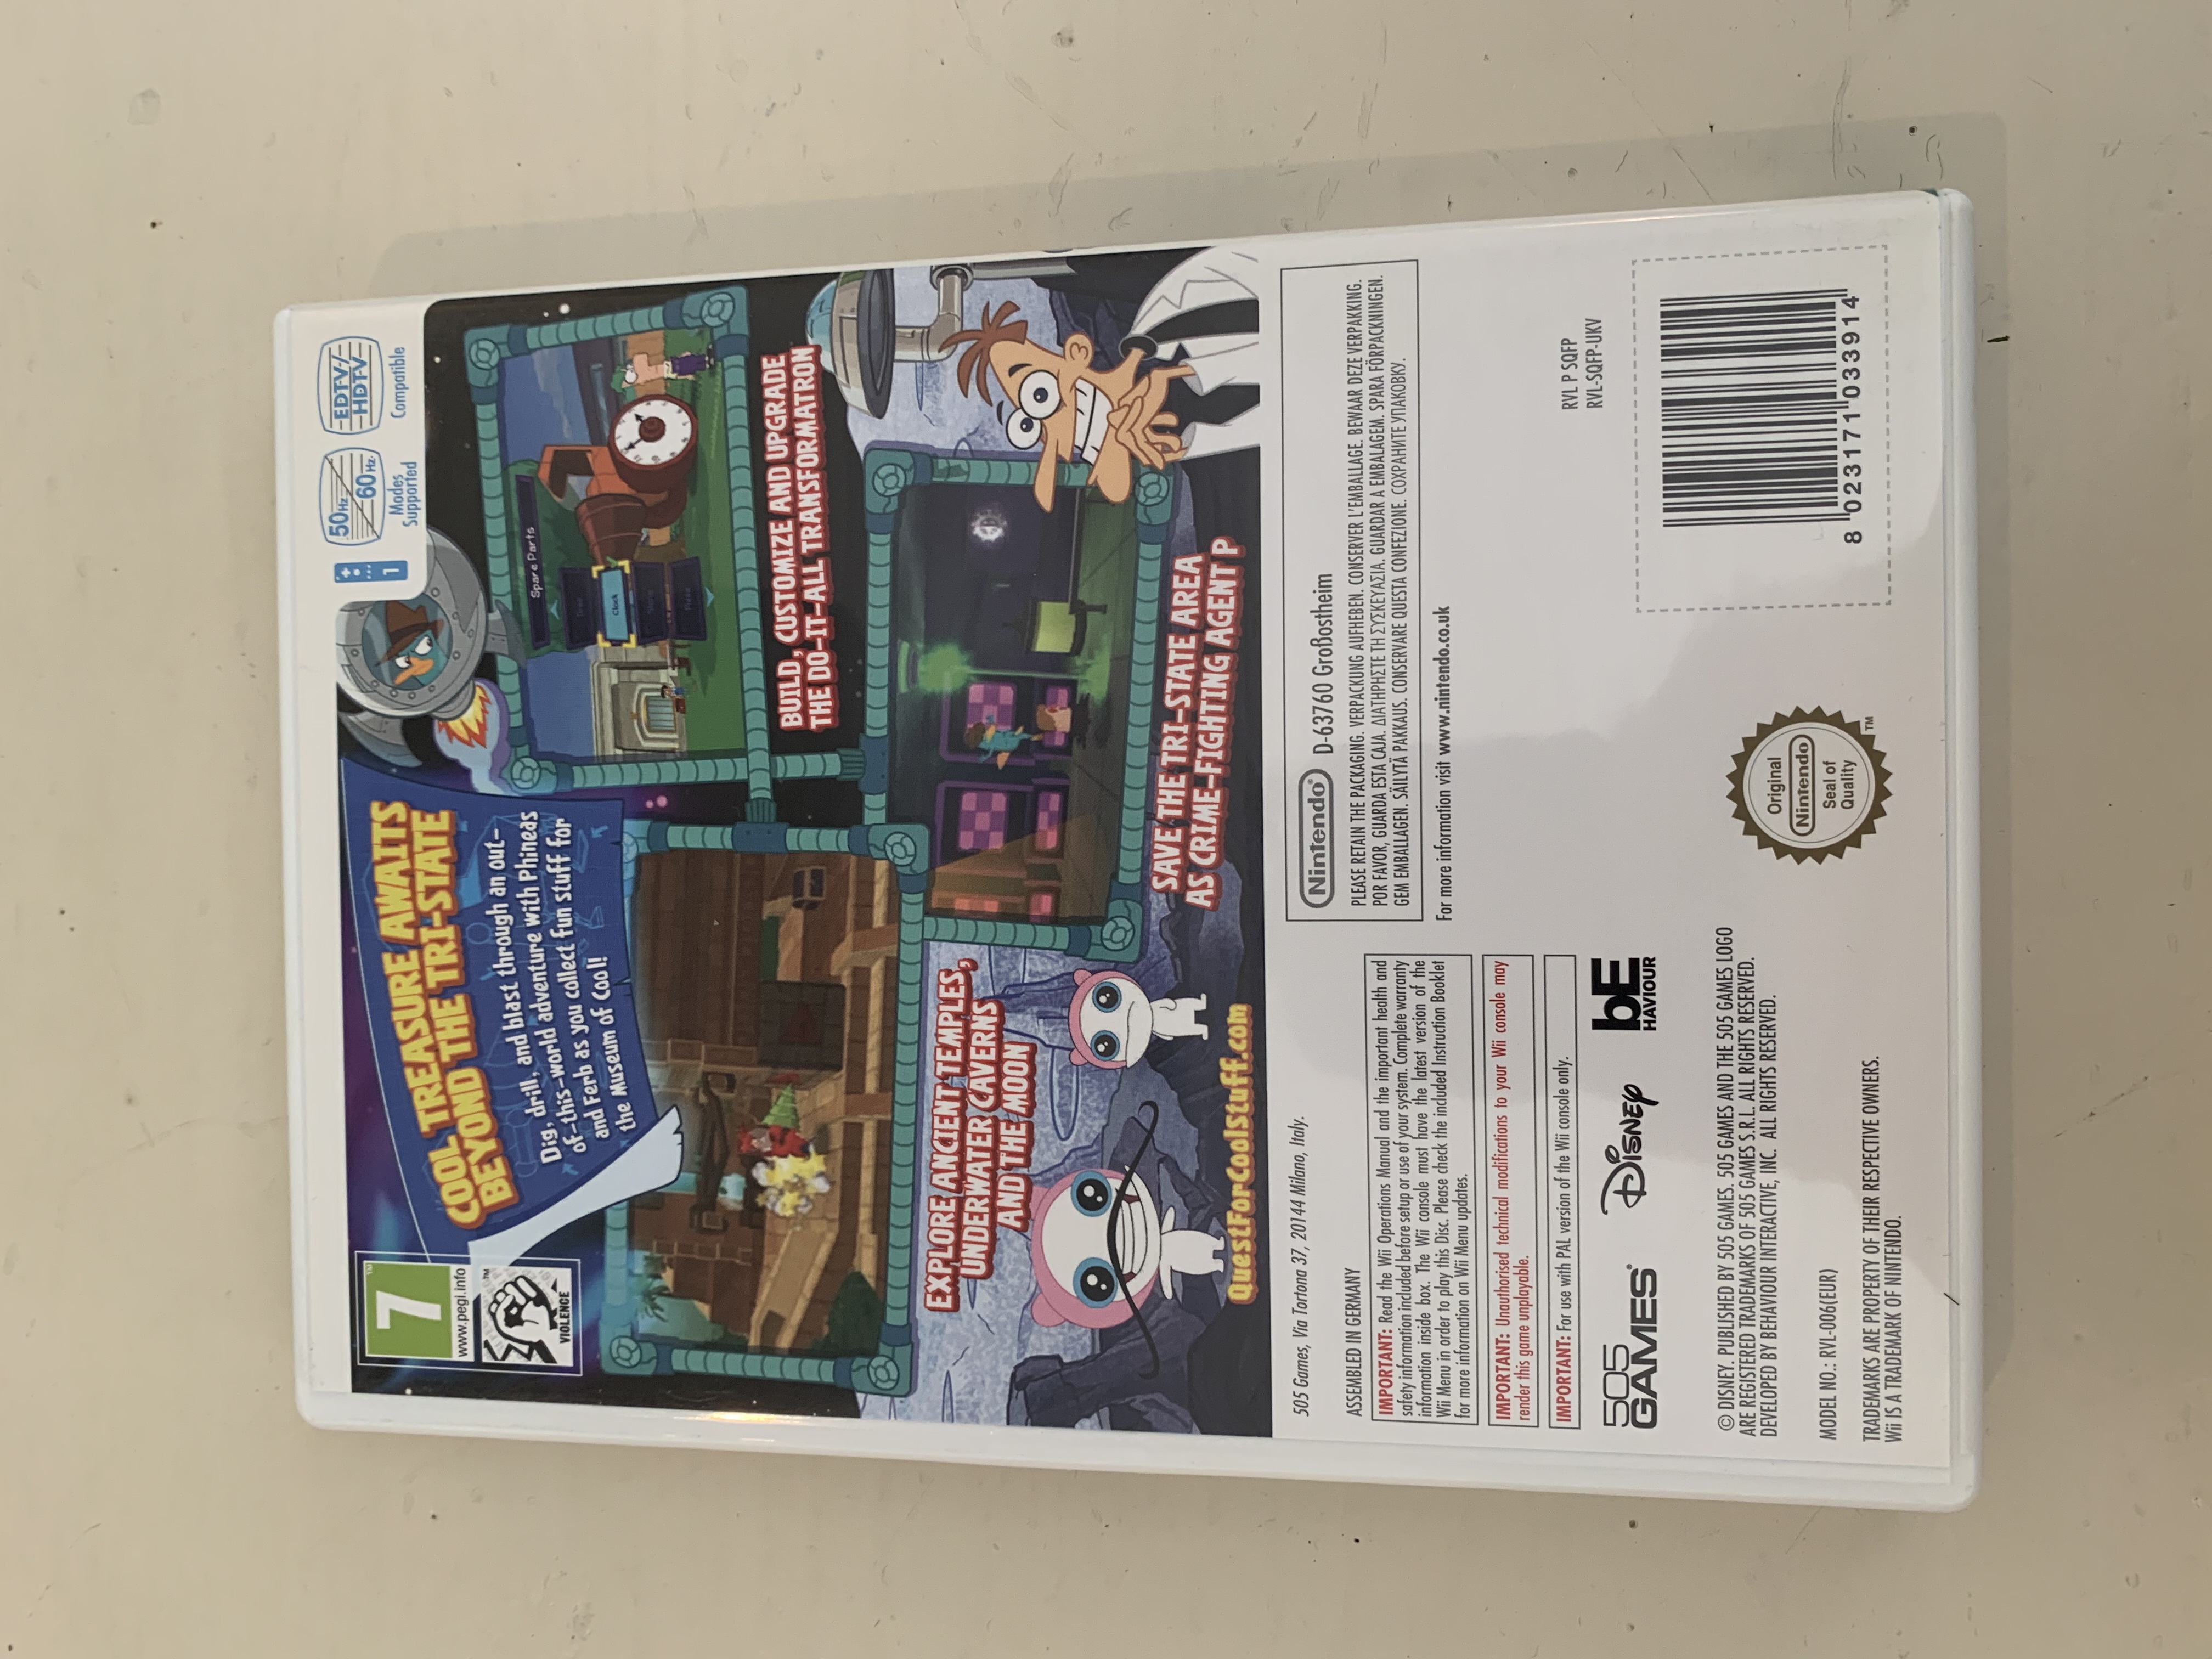 7
www.pegi.info
VIOLENCE
COOL TREASURE AWAITS
BEYOND THE TRI-STATE
Dig, drill, and blast through an out-
of-this-world adventure with Phineas
and Ferb as you collect fun stuff for
the Museum of Cool!
1
50Hz
60Hz
Modes
Supported
EDTV/
HDTV
Compatible
Spare Parts
Clock
BUILD, CUSTOMIZE AND UPGRADE
THE DO-IT-ALL TRANSFORMATRON
EXPLORE ANCIENT TEMPLES,
UNDERWATER CAVERNS
AND THE MOON
SAVE THE TRI-STATE AREA
AS CRIME-FIGHTING AGENT P
QuestForCoolStuff.com
505 Games, Via Tortona 37, 20144 Milano, Italy.
ASSEMBLED IN GERMANY
IMPORTANT: Read the Wii Operations Manual and the important health and
safety information included before setup or use of your system. Complete warranty
information inside box. The Wii console must have the latest version of the
Wii Menu in order to play this Disc. Please check the included Instruction Booklet
for more information on Wii Menu updates.
IMPORTANT: Unauthorised technical modifications to your Wii console may
render this game unplayable.
IMPORTANT: For use with PAL version of the Wii console only.
Nintendo® D-63760 Großostheim
PLEASE RETAIN THE PACKAGING. VERPACKUNG AUFHEBEN. CONSERVER L'EMBALLAGE. BEWAAR DEZE VERPAKKING.
POR FAVOR, GUARDA ESTA CAJA. ΔΙΑΤΗΡΗΣΤΕ ΤΗ ΣΥΣΚΕΥΑΣΙΑ. GUARDAR A EMBALAGEM. SPARA FÖRPACKNINGEN.
GEM EMBALLAGEN. SÄILYTÄ PAKKAUS. CONSERVARE QUESTA CONFEZIONE. СОХРАНИТЕ УПАКОВКУ.
For more information visit www.nintendo.co.uk
RVL P SQFP
RVL-SQFP-UKV
505
GAMES®
DISNEY
bE
HAVIOUR
© DISNEY. PUBLISHED BY 505 GAMES. 505 GAMES AND THE 505 GAMES LOGO
ARE REGISTERED TRADEMARKS OF 505 GAMES S.R.L. ALL RIGHTS RESERVED.
DEVELOPED BY BEHAVIOUR INTERACTIVE, INC. ALL RIGHTS RESERVED.
MODEL NO.: RVL-006(EUR)
TRADEMARKS ARE PROPERTY OF THEIR RESPECTIVE OWNERS.
Wii IS A TRADEMARK OF NINTENDO.
Original
Nintendo
Seal of
Quality
TM
8 023171 033914